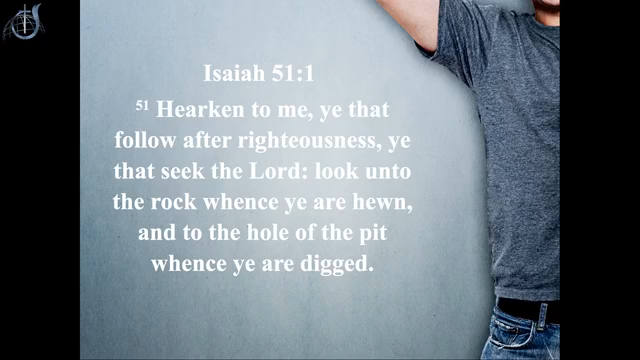 Isaiah 51:1
51 Hearken to me, ye that
follow after righteousness, ye
that seek the Lord: look unto
the rock whence ye are hewn,
and to the hole of the pit
whence ye are digged.